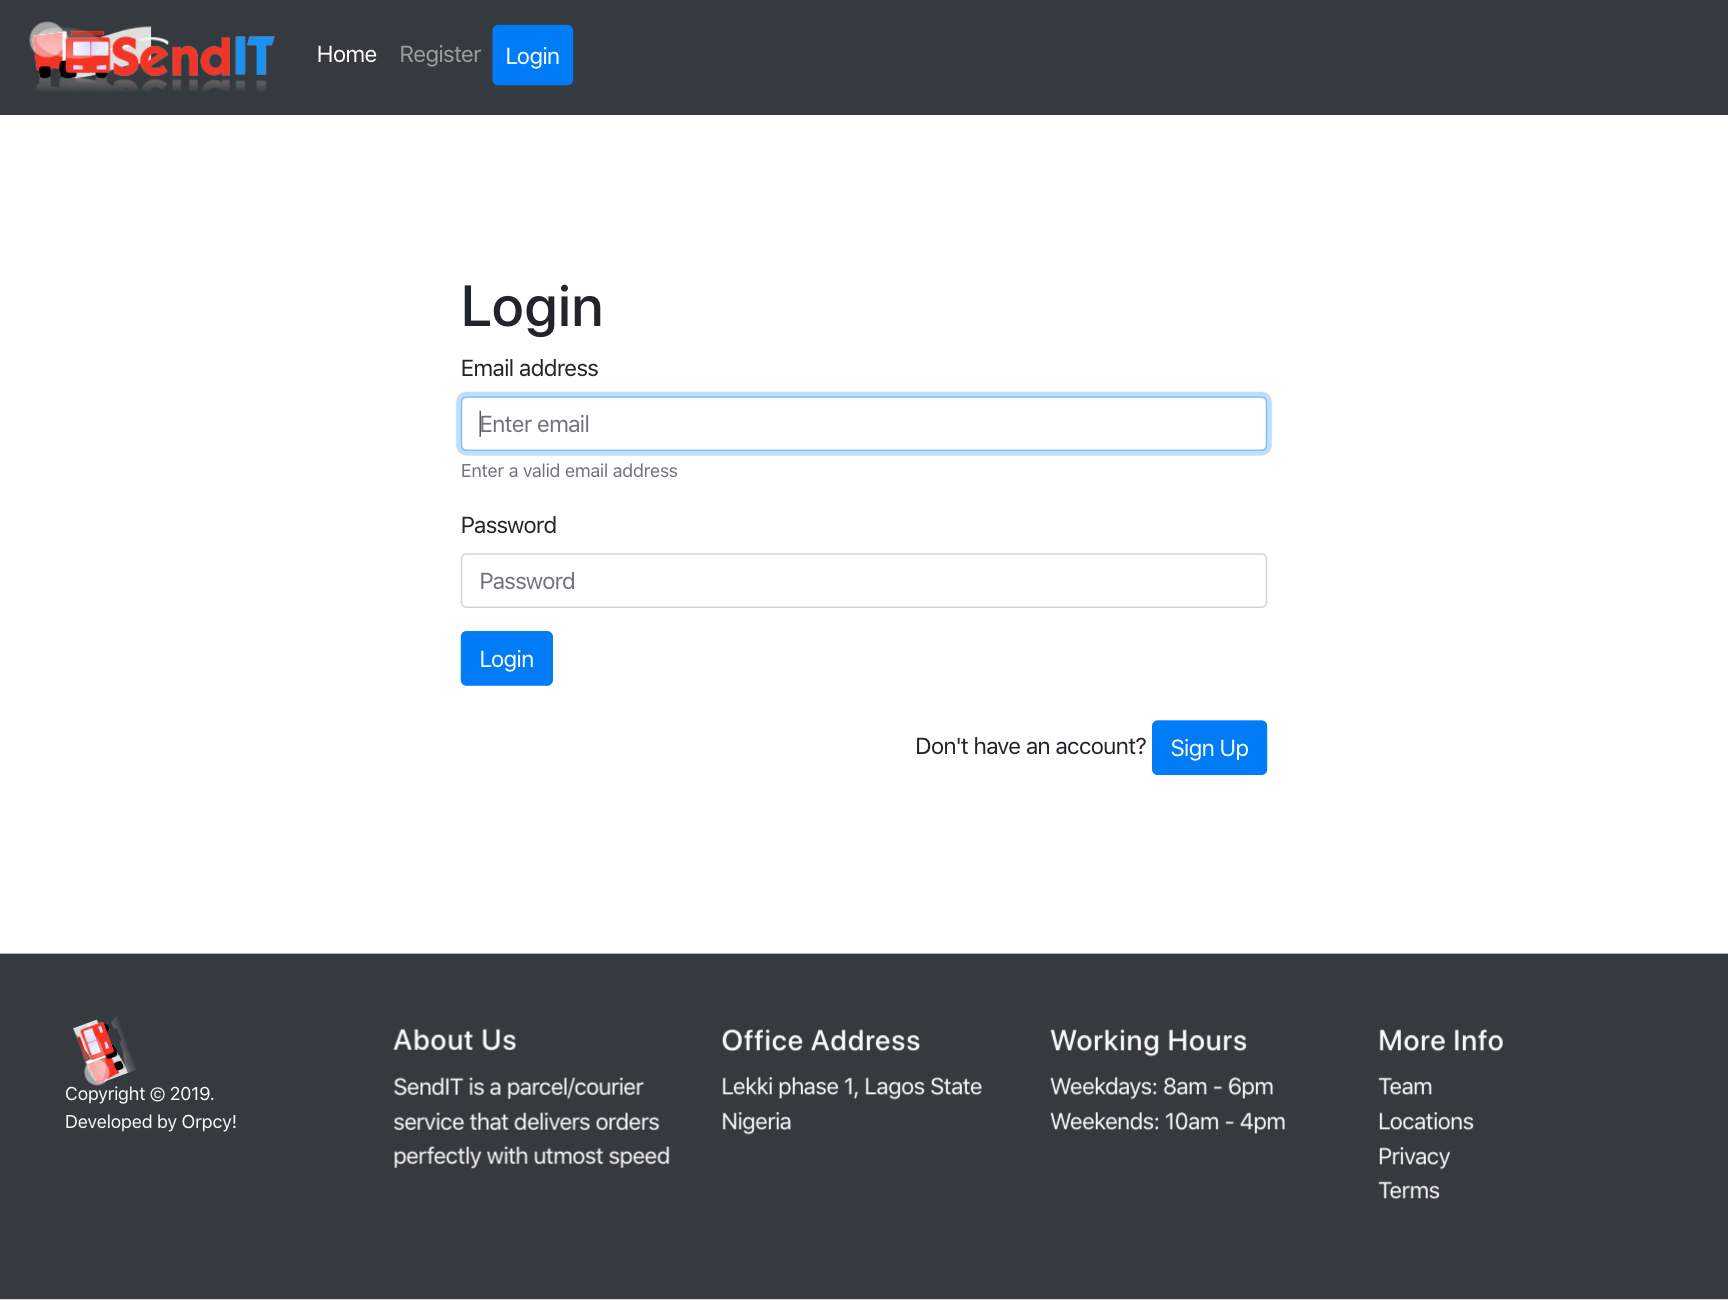 SendIT
Home Register Login
Login
Email address
Enter email
Enter a valid email address
Password
Password
Login
Don't have an account? Sign Up
Copyright © 2019.
Developed by Orpcy!
About Us
SendIT is a parcel/courier
service that delivers orders
perfectly with utmost speed
Office Address
Lekki phase 1, Lagos State
Nigeria
Working Hours
Weekdays: 8am - 6pm
Weekends: 10am - 4pm
More Info
Team
Locations
Privacy
Terms